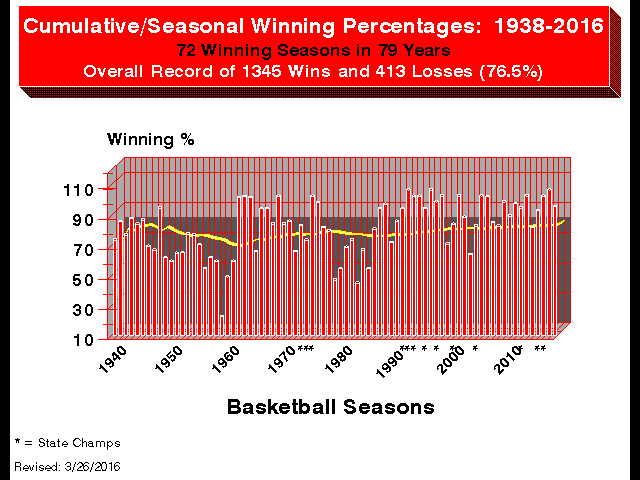 Cumulative/Seasonal Winning Percentages: 1938-2016
72 Winning Seasons in 79 Years
Overall Record of 1345 Wins and 413 Losses (76.5%)
Winning %
110
90
70
50
30
10
1940 1950 1960 1970*** 1980 1990*** * * * 2000 * 2010* **
Basketball Seasons
* = State Champs
Revised: 3/26/2016